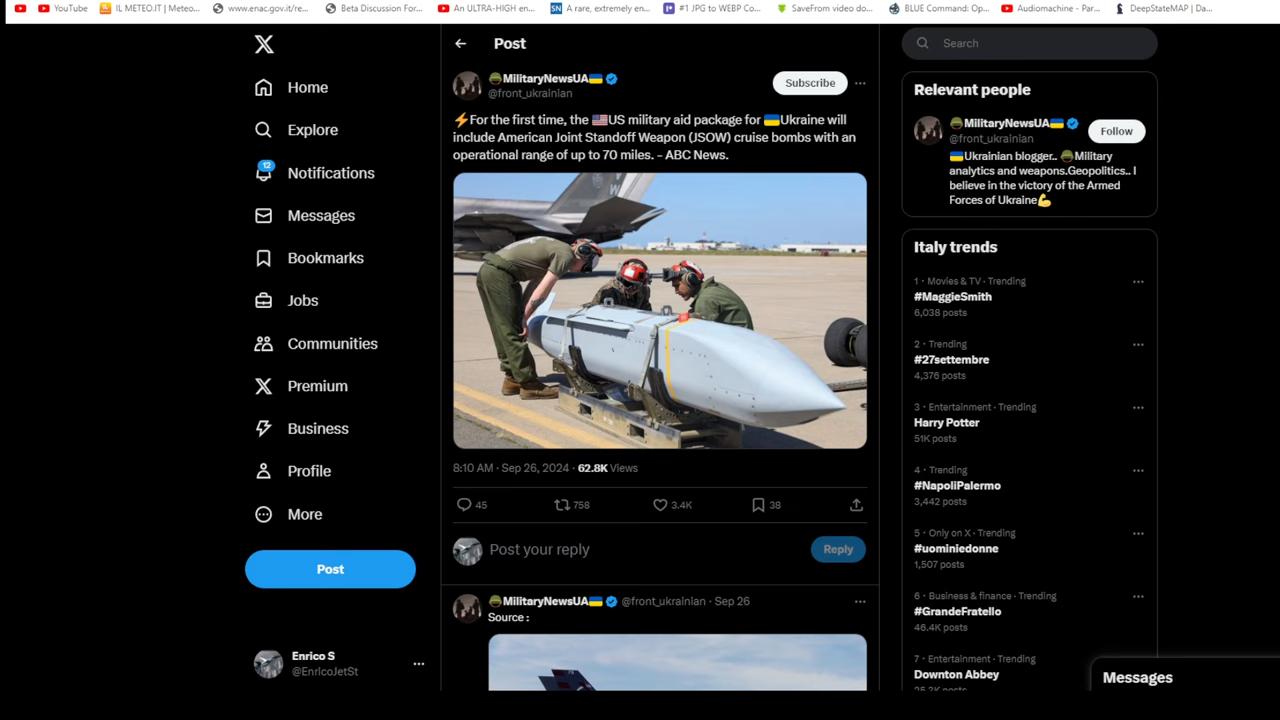 YouTube
IL METEO.IT | Meteo...
www.enac.gov.it/re...
Beta Discussion For...
An ULTRA-HIGH en...
SN
A rare, extremely en...
#1 JPG to WEBP Co...
SaveFrom video do...
BLUE Command: Op...
Audiomachine - Par...
DeepStateMAP | Da...
Home
Explore
12
Notifications
Messages
Bookmarks
Jobs
Communities
Premium
Business
Profile
More
Post
Enrico S
@EnricoJetSt
Post
MilitaryNewsUA
@front_ukrainian
Subscribe
⚡For the first time, the 🇺🇸US military aid package for 🇺🇦Ukraine will
include American Joint Standoff Weapon (JSOW) cruise bombs with an
operational range of up to 70 miles. - ABC News.
8:10 AM · Sep 26, 2024 · 62.8K Views
45
758
3.4K
38
Post your reply
Reply
MilitaryNewsUA🇺🇦 @front_ukrainian · Sep 26
Source :
Search
Relevant people
MilitaryNewsUA🇺🇦
@front_ukrainian
Follow
🇺🇦Ukrainian blogger.. Military
analytics and weapons.Geopolitics.. I
believe in the victory of the Armed
Forces of Ukraine💪
Italy trends
1 · Movies & TV · Trending
#MaggieSmith
6,038 posts
2 · Trending
#27settembre
4,376 posts
3 · Entertainment · Trending
Harry Potter
51K posts
4 · Trending
#NapoliPalermo
3,442 posts
5 · Only on X · Trending
#uominiedonne
1,507 posts
6 · Business & finance · Trending
#GrandeFratello
46.4K posts
7 · Entertainment · Trending
Downton Abbey
Messages